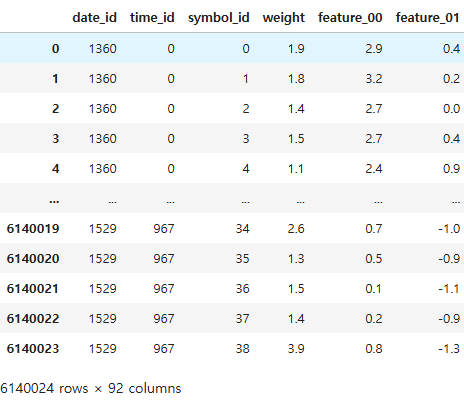 date_id time_id symbol_id weight feature_00 feature_01
0 1360 0 0 1.9 2.9 0.4
1 1360 0 1 1.8 3.2 0.2
2 1360 0 2 1.4 2.7 0.0
3 1360 0 3 1.5 2.7 0.4
4 1360 0 4 1.1 2.4 0.9
... ... ... ... ... ... ...
6140019 1529 967 34 2.6 0.7 -1.0
6140020 1529 967 35 1.3 0.5 -0.9
6140021 1529 967 36 1.5 0.1 -1.1
6140022 1529 967 37 1.4 0.2 -0.9
6140023 1529 967 38 3.9 0.8 -1.3
6140024 rows × 92 columns